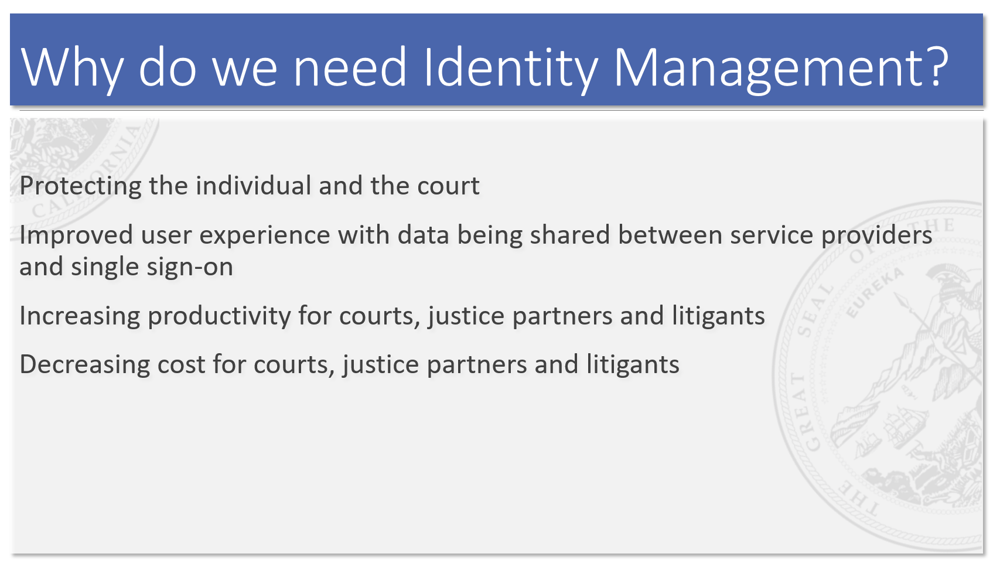 Why do we need Identity Management?
CALIFORNIA
Protecting the individual and the court
Improved user experience with data being shared between service providers
and single sign-on
Increasing productivity for courts, justice partners and litigants
Decreasing cost for courts, justice partners and litigants
THE GREAT SEAL OF THE
EUREKA